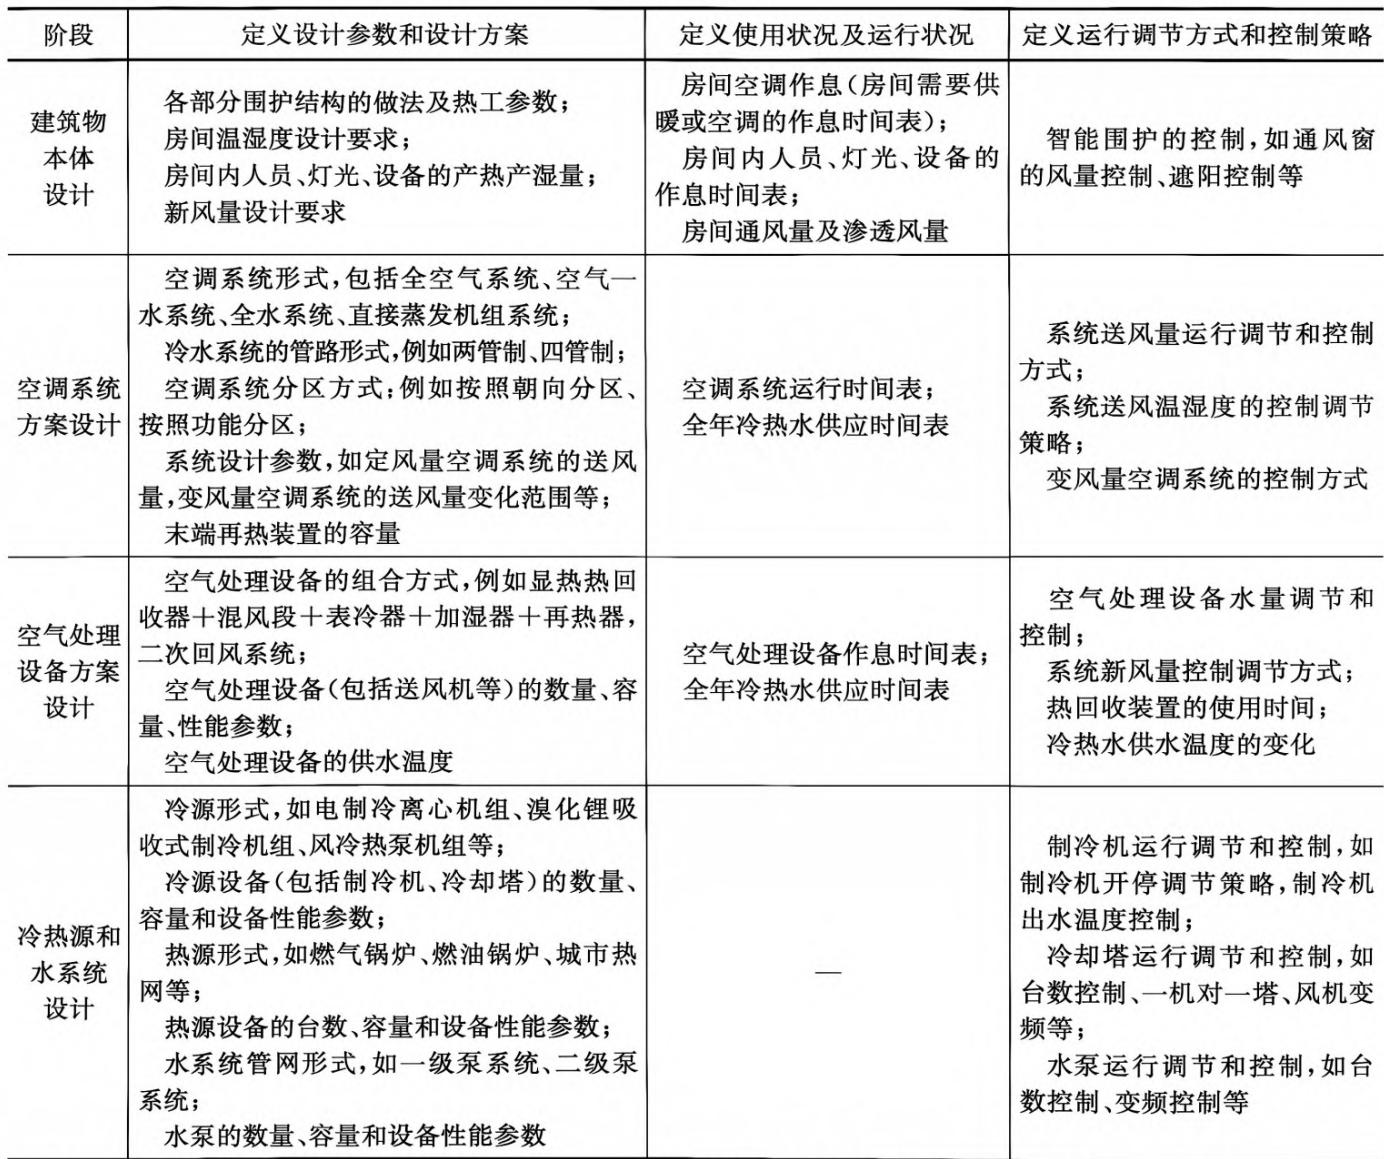 阶段
定义设计参数和设计方案
定义使用状况及运行状况
定义运行调节方式和控制策略
建筑物
本体
设计
各部分围护结构的做法及热工参数；
房间温湿度设计要求；
房间内人员、灯光、设备的产热产湿量；
新风量设计要求
房间空调作息（房间需要供
暖或空调的作息时间表）；
房间内人员、灯光、设备的
作息时间表；
房间通风量及渗透风量
智能围护的控制，如通风窗
的风量控制、遮阳控制等
空调系统
方案设计
空调系统形式，包括全空气系统、空气—
水系统、全水系统、直接蒸发机组系统；
冷水系统的管路形式，例如两管制、四管制；
空调系统分区方式：例如按照朝向分区、
按照功能分区；
系统设计参数，如定风量空调系统的送风
量，变风量空调系统的送风量变化范围等；
末端再热装置的容量
空调系统运行时间表；
全年冷热水供应时间表
系统送风量运行调节和控制
方式；
系统送风温湿度的控制调节
策略；
变风量空调系统的控制方式
空气处理
设备方案
设计
空气处理设备的组合方式，例如显热热回
收器＋混风段＋表冷器＋加湿器＋再热器，
二次回风系统；
空气处理设备（包括送风机等）的数量、容
量、性能参数；
空气处理设备的供水温度
空气处理设备作息时间表；
全年冷热水供应时间表
空气处理设备水量调节和
控制；
系统新风量控制调节方式；
热回收装置的使用时间；
冷热水供水温度的变化
冷热源和
水系统
设计
冷源形式，如电制冷离心机组、溴化锂吸
收式制冷机组、风冷热泵机组等；
冷源设备（包括制冷机、冷却塔）的数量、
容量和设备性能参数；
热源形式，如燃气锅炉、燃油锅炉、城市热
网等；
热源设备的台数、容量和设备性能参数；
水系统管网形式，如一级泵系统、二级泵
系统；
水泵的数量、容量和设备性能参数
—
制冷机运行调节和控制，如
制冷机开停调节策略，制冷机
出水温度控制；
冷却塔运行调节和控制，如
台数控制、一机对一塔、风机变
频等；
水泵运行调节和控制，如台
数控制、变频控制等